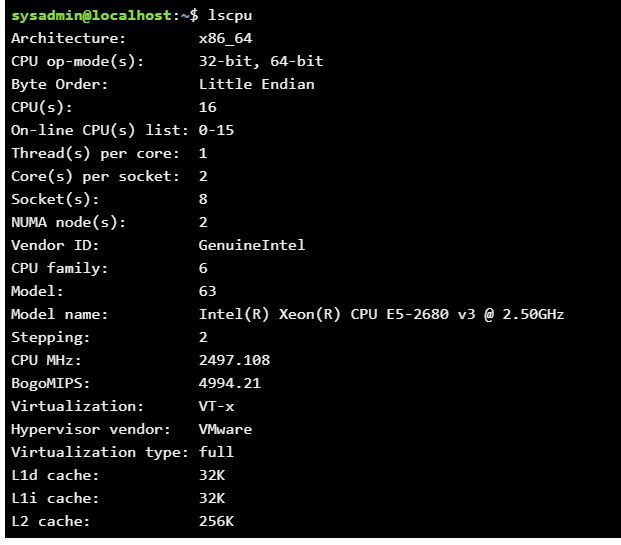 sysadmin@localhost:~$ lscpu
Architecture:        x86_64
CPU op-mode(s):      32-bit, 64-bit
Byte Order:          Little Endian
CPU(s):              16
On-line CPU(s) list: 0-15
Thread(s) per core:  1
Core(s) per socket:  2
Socket(s):           8
NUMA node(s):        2
Vendor ID:           GenuineIntel
CPU family:          6
Model:               63
Model name:          Intel(R) Xeon(R) CPU E5-2680 v3 @ 2.50GHz
Stepping:            2
CPU MHz:             2497.108
BogoMIPS:            4994.21
Virtualization:      VT-x
Hypervisor vendor:   VMware
Virtualization type: full
L1d cache:           32K
L1i cache:           32K
L2 cache:            256K